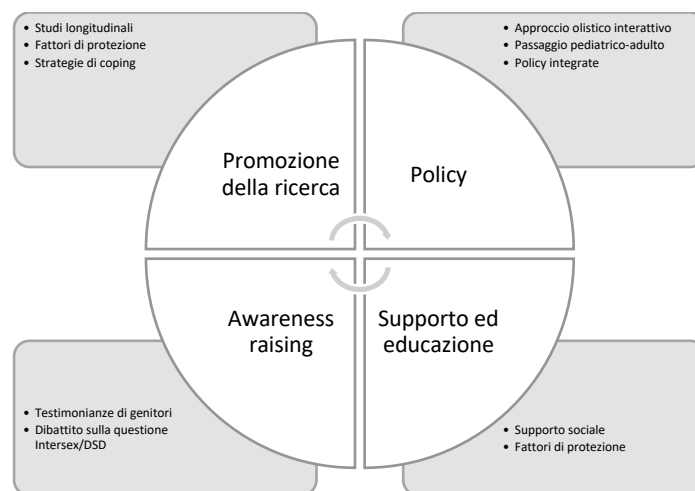 • Studi longitudinali
• Fattori di protezione
• Strategie di coping
• Approccio olistico interattivo
• Passaggio pediatrico-adulto
• Policy integrate
Promozione
della ricerca
Policy
Awareness
raising
Supporto ed
educazione
• Testimonianze di genitori
• Dibattito sulla questione
Intersex/DSD
• Supporto sociale
• Fattori di protezione